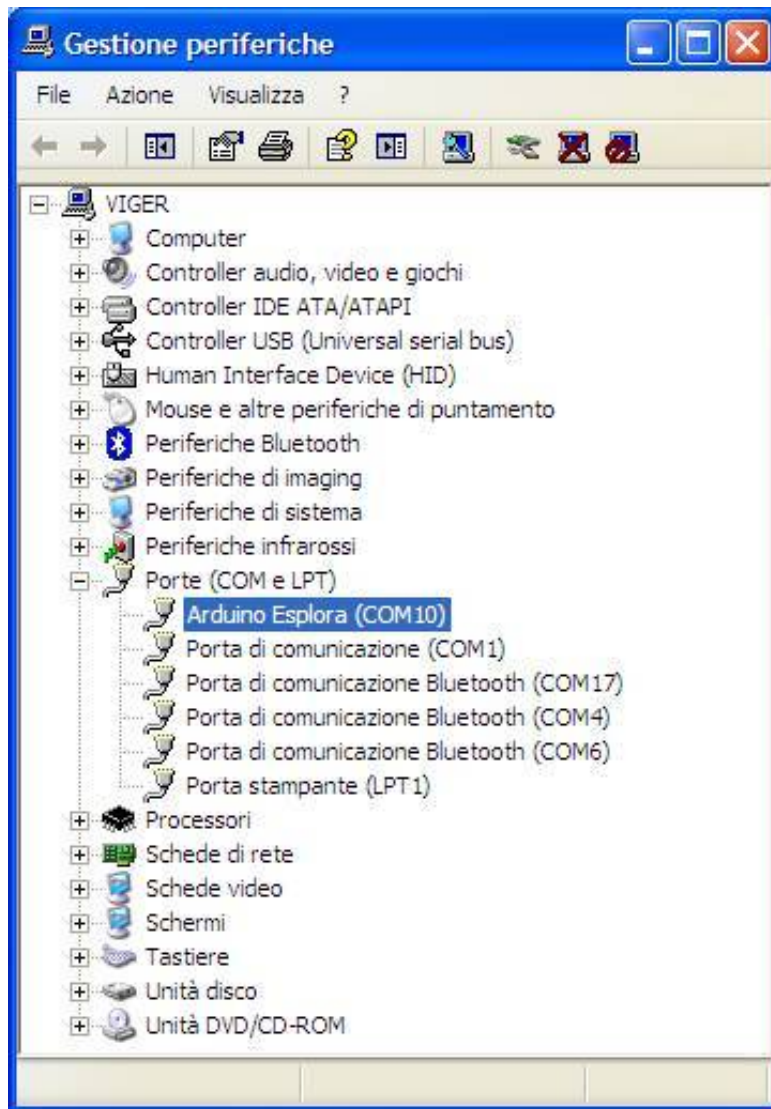 Gestione periferiche
File Azione Visualizza ?
VIGER
Computer
Controller audio, video e giochi
Controller IDE ATA/ATAPI
Controller USB (Universal serial bus)
Human Interface Device (HID)
Mouse e altre periferiche di puntamento
Periferiche Bluetooth
Periferiche di imaging
Periferiche di sistema
Periferiche infrarossi
Porte (COM e LPT)
Arduino Esplora (COM10)
Porta di comunicazione (COM1)
Porta di comunicazione Bluetooth (COM17)
Porta di comunicazione Bluetooth (COM4)
Porta di comunicazione Bluetooth (COM6)
Porta stampante (LPT1)
Processori
Schede di rete
Schede video
Schermi
Tastiere
Unità disco
Unità DVD/CD-ROM